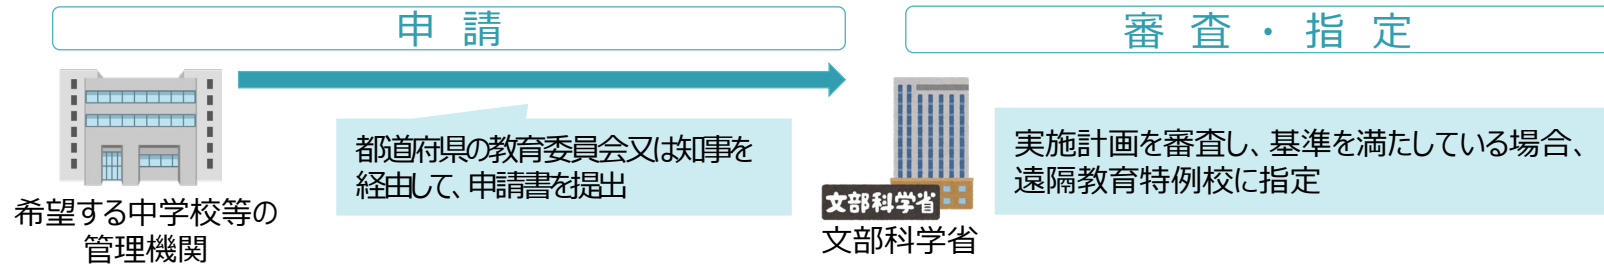 申請
審査・指定
都道府県の教育委員会又は知事を
経由して、申請書を提出
実施計画を審査し、基準を満たしている場合、
遠隔教育特例校に指定
希望する中学校等の
管理機関
文部科学省
文部科学省